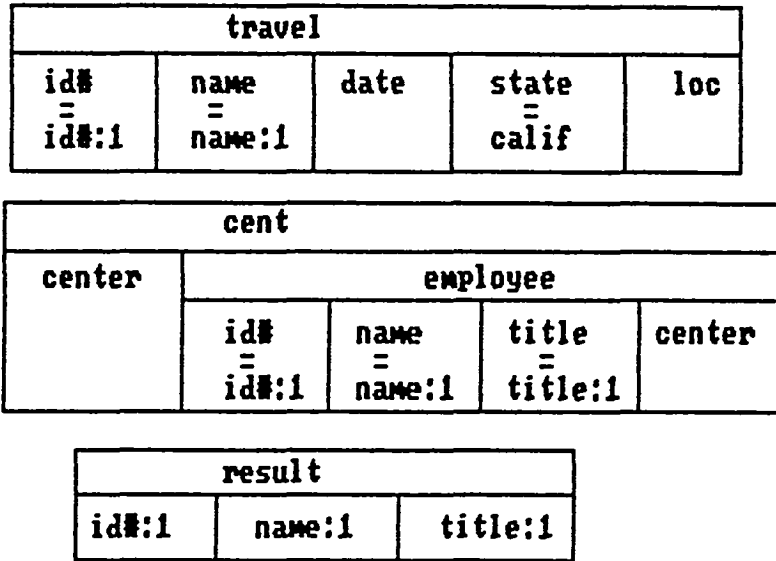 travel
id# name date state loc
= = =
id#:1 name:1 calif
cent
center employee
id# name title center
= = =
id#:1 name:1 title:1
result
id#:1 name:1 title:1